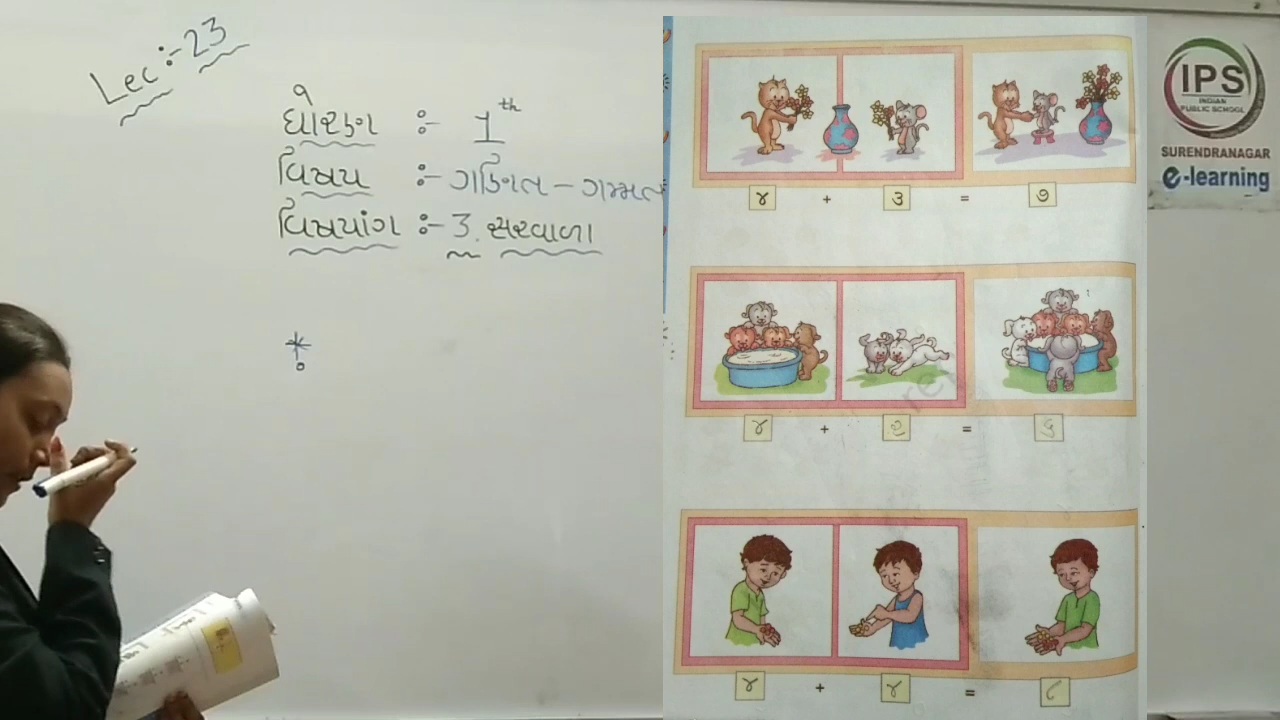 Lec :- 23
ધોરણ :- 1th
વિષય :- ગણિત - ગમ્મત
વિષયાંગ :- 3. સરવાળા
*
૪ + ૩ = ૭
૪ + ૨ = ૬
૪ + ૪ = ૮
IPS
INDIAN
PUBLIC SCHOOL
SURENDRANAGAR
e-learning